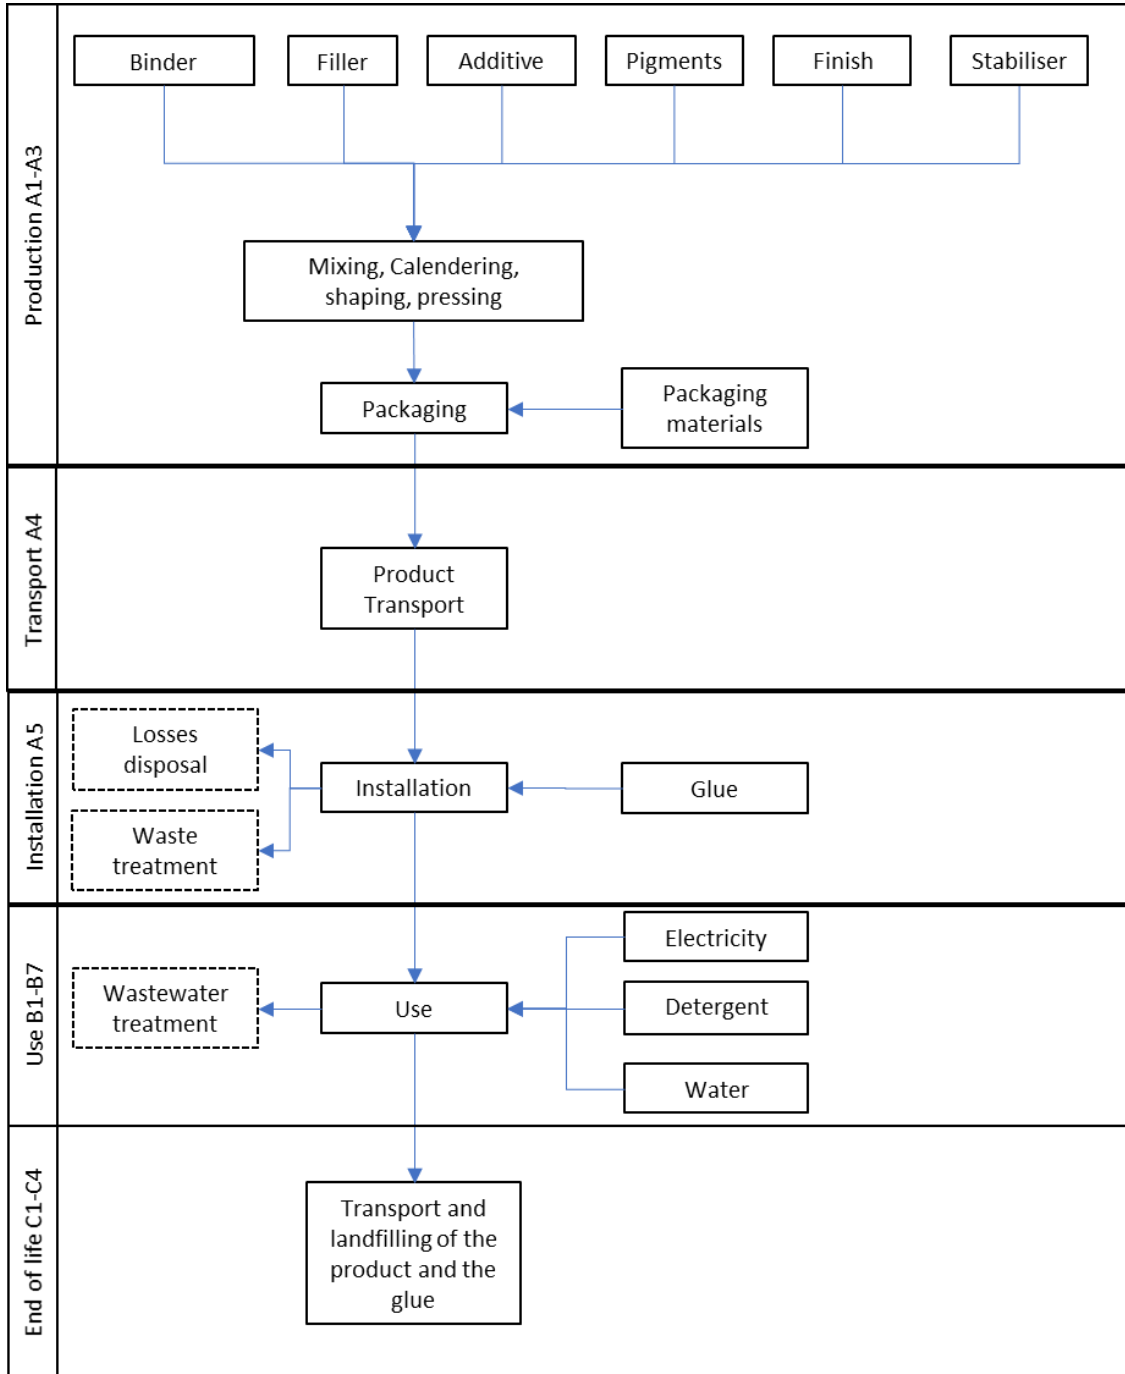 Production A1-A3
Binder
Filler
Additive
Pigments
Finish
Stabiliser
Mixing, Calendering,
shaping, pressing
Packaging
Packaging
materials
Transport A4
Product
Transport
Installation A5
Losses
disposal
Installation
Glue
Waste
treatment
Use B1-B7
Electricity
Wastewater
treatment
Use
Detergent
Water
End of life C1-C4
Transport and
landfilling of the
product and the
glue